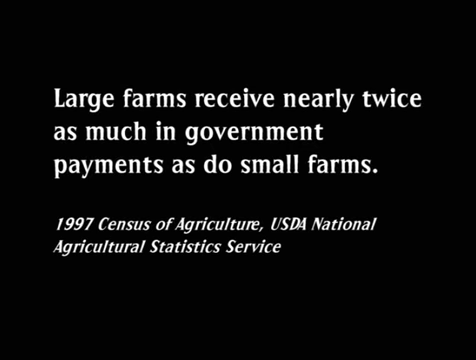 Large farms receive nearly twice
as much in government
payments as do small farms.
1997 Census of Agriculture, USDA National
Agricultural Statistics Service